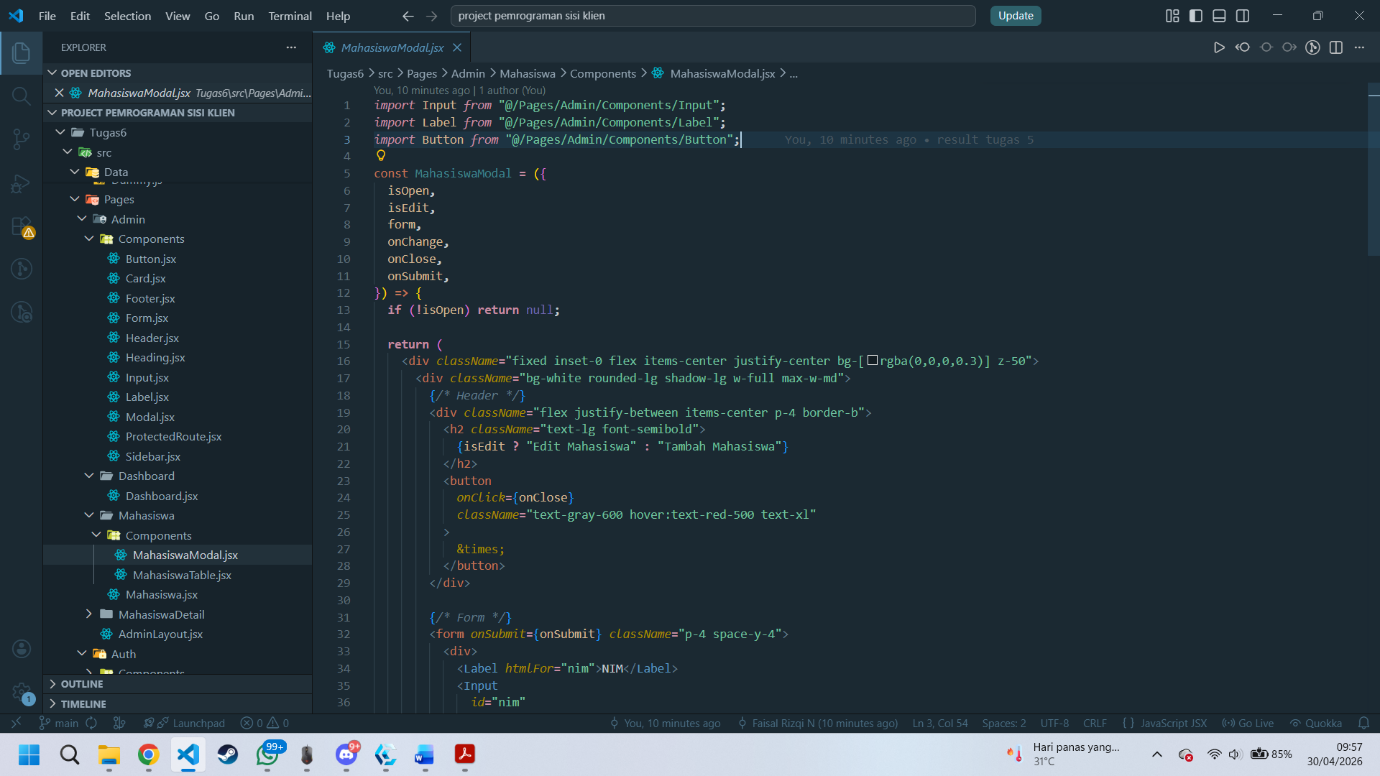 File Edit Selection View Go Run Terminal Help
project pemrograman sisi klien
Update
EXPLORER
OPEN EDITORS
MahasiswaModal.jsx Tugas6\src\Pages\Admi...
PROJECT PEMROGRAMAN SISI KLIEN
Tugas6
src
Data
Dummy.js
Pages
Admin
Components
Button.jsx
Card.jsx
Footer.jsx
Form.jsx
Header.jsx
Heading.jsx
Input.jsx
Label.jsx
Modal.jsx
ProtectedRoute.jsx
Sidebar.jsx
Dashboard
Dashboard.jsx
Mahasiswa
Components
MahasiswaModal.jsx
MahasiswaTable.jsx
Mahasiswa.jsx
MahasiswaDetail
AdminLayout.jsx
Auth
Components
OUTLINE
TIMELINE
MahasiswaModal.jsx
Tugas6 > src > Pages > Admin > Mahasiswa > Components > MahasiswaModal.jsx > ...
You, 10 minutes ago | 1 author (You)
1 import Input from "@/Pages/Admin/Components/Input";
2 import Label from "@/Pages/Admin/Components/Label";
3 import Button from "@/Pages/Admin/Components/Button"; You, 10 minutes ago • result tugas 5
4
5 const MahasiswaModal = ({
6 isOpen,
7 isEdit,
8 form,
9 onChange,
10 onClose,
11 onSubmit,
12 }) => {
13 if (!isOpen) return null;
14
15 return (
16 <div className="fixed inset-0 flex items-center justify-center bg-[rgba(0,0,0,0.3)] z-50">
17 <div className="bg-white rounded-lg shadow-lg w-full max-w-md">
18 {/* Header */}
19 <div className="flex justify-between items-center p-4 border-b">
20 <h2 className="text-lg font-semibold">
21 {isEdit ? "Edit Mahasiswa" : "Tambah Mahasiswa"}
22 </h2>
23 <button
24 onClick={onClose}
25 className="text-gray-600 hover:text-red-500 text-xl"
26 >
27 &times;
28 </button>
29 </div>
30
31 {/* Form */}
32 <form onSubmit={onSubmit} className="p-4 space-y-4">
33 <div>
34 <Label htmlFor="nim">NIM</Label>
35 <Input
36 id="nim"
1
main Launchpad 0 0 You, 10 minutes ago Faisal Rizqi N (10 minutes ago) Ln 3, Col 54 Spaces: 2 UTF-8 CRLF { } JavaScript JSX Go Live Quokka
99+
9+
Hari panas yang...
31°C
85%
09:57
30/04/2026